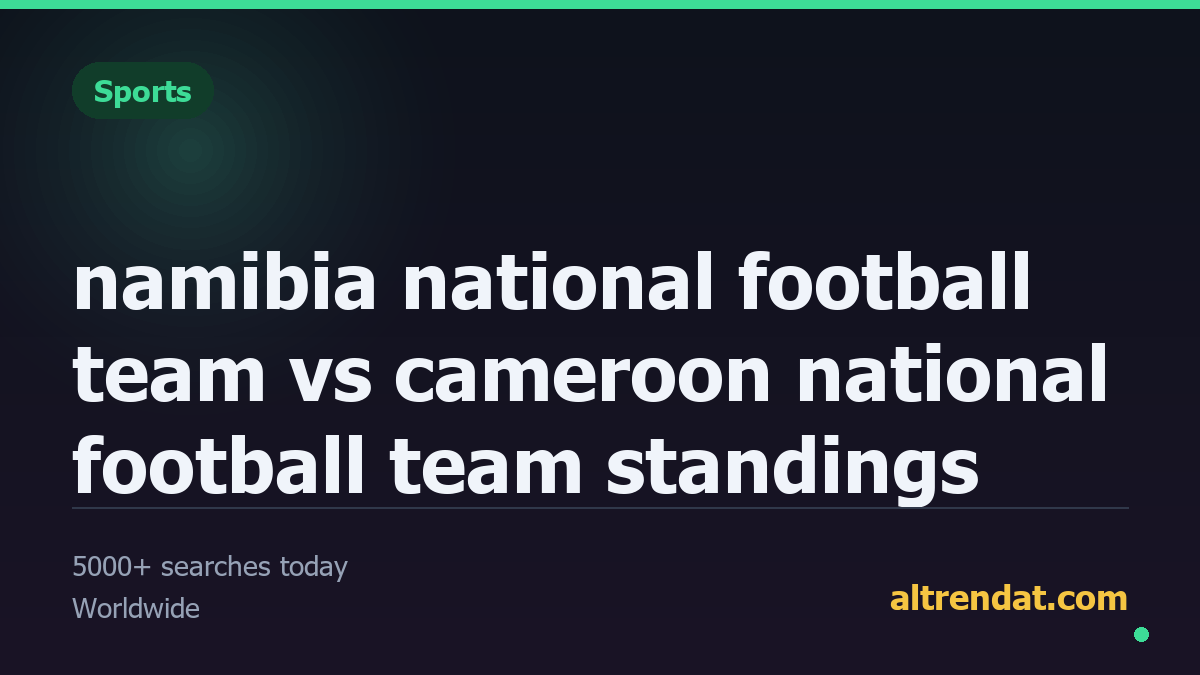 Sports
namibia national football
team vs cameroon national
football team standings
5000+ searches today
Worldwide
altrendat.com